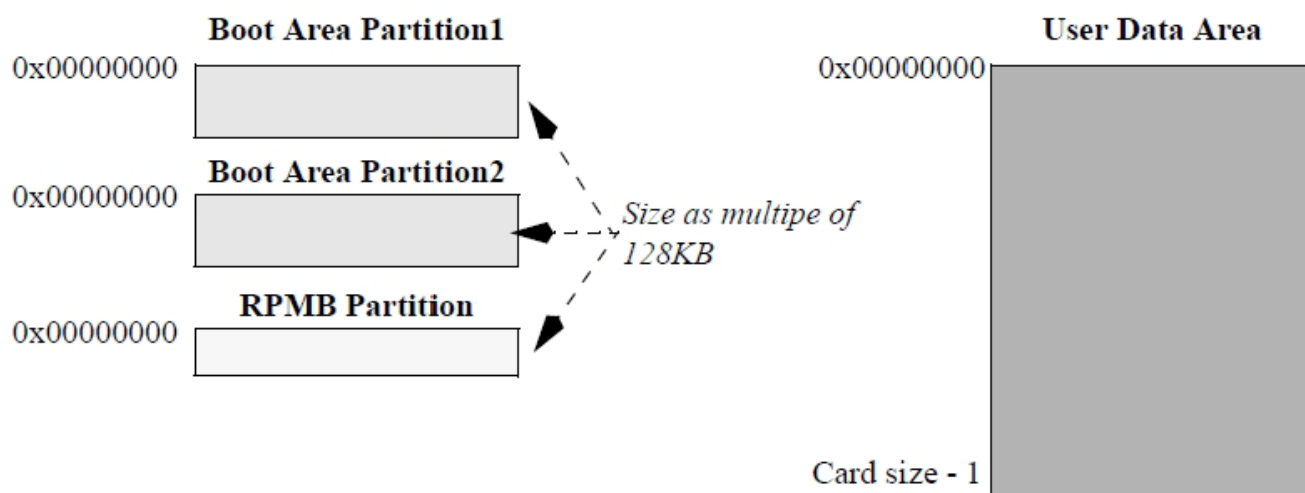 Boot Area Partition1
0x00000000
Boot Area Partition2
0x00000000
RPMB Partition
0x00000000
Size as multipe of
128KB
User Data Area
0x00000000
Card size - 1